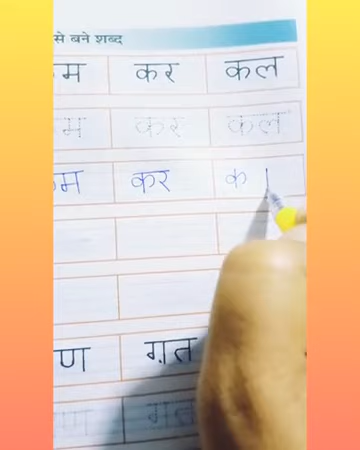 से बने शब्द
म कर कल
म कर कल
म कर क
ण ग़त
ण गत